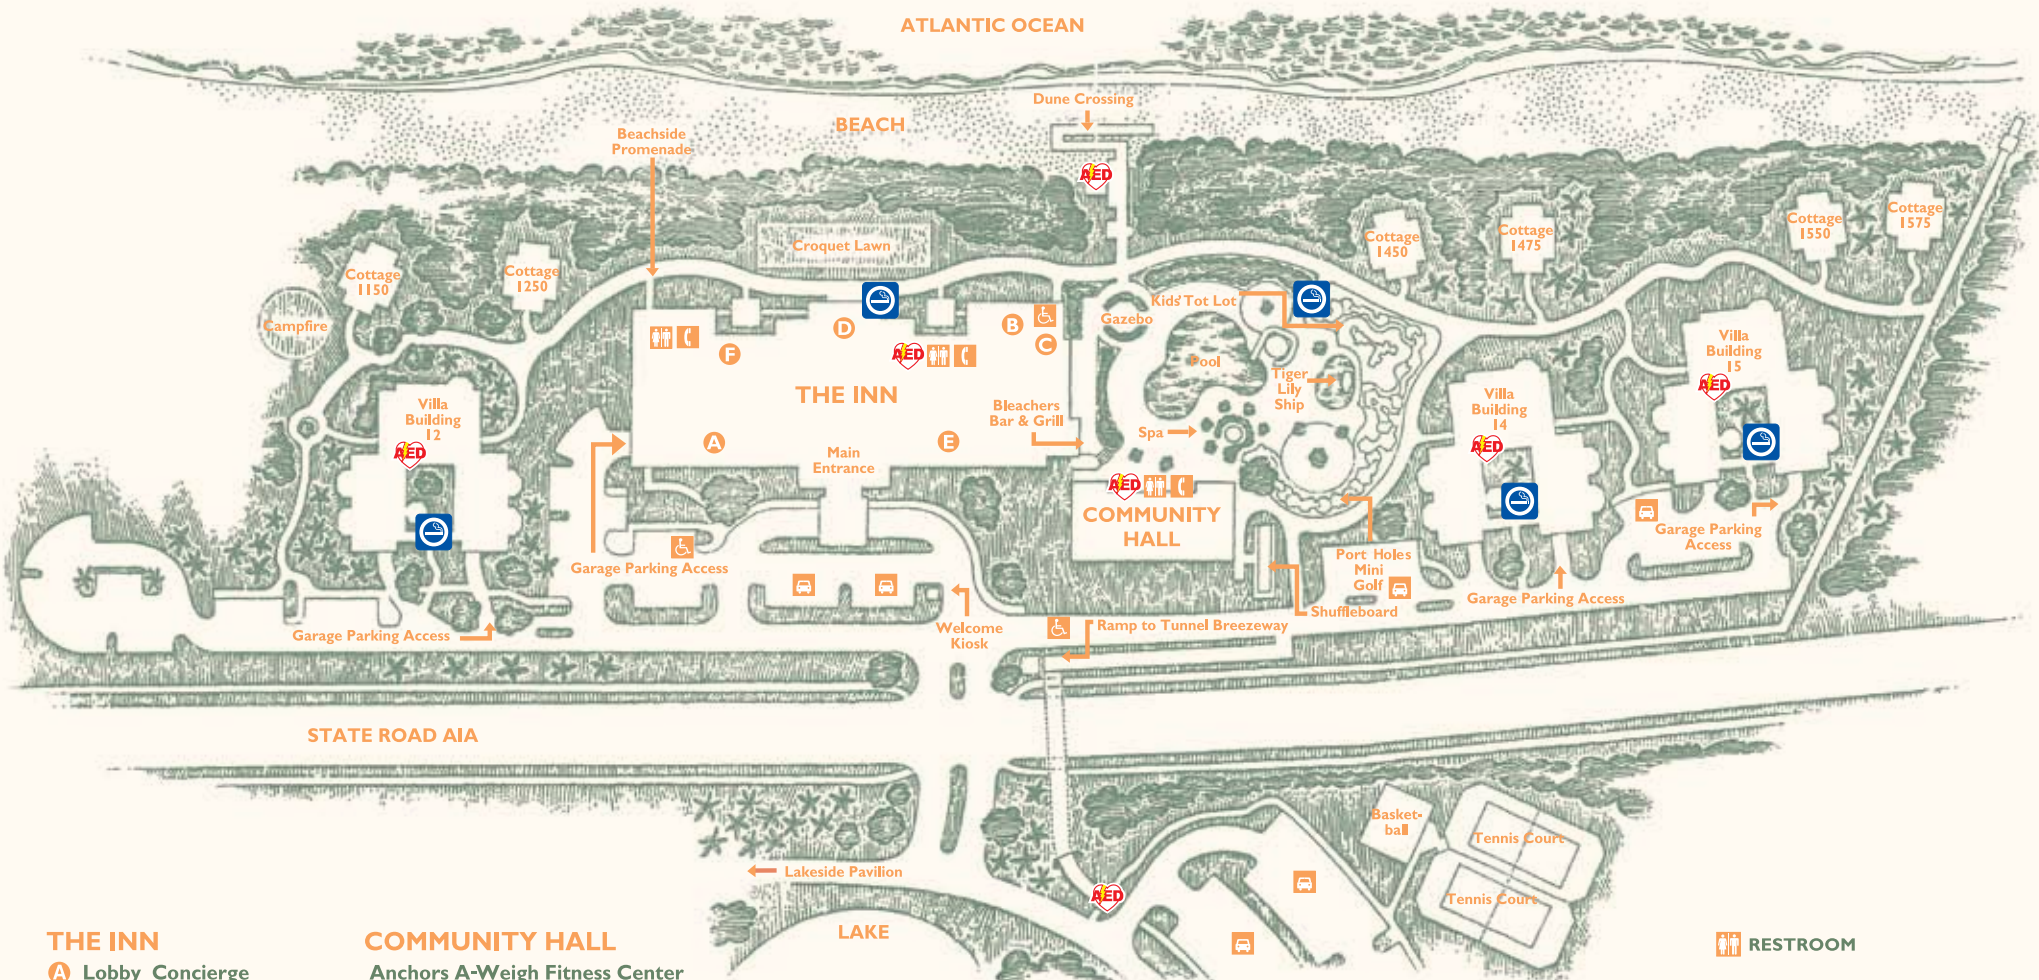 ATLANTIC OCEAN
Dune Crossing
BEACH
Beachside
Promenade
AED
Croquet Lawn
Cottage
1150
Cottage
1250
Cottage
1450
Cottage
1475
Cottage
1550
Cottage
1575
Campfire
Kids' Tot Lot
Gazebo
Pool
Tiger
Lily
Ship
Spa
F
D
B
C
AED
THE INN
A
E
Main
Entrance
Bleachers
Bar & Grill
Villa
Building
12
AED
Villa
Building
14
AED
Villa
Building
15
AED
AED
COMMUNITY
HALL
Garage Parking Access
Garage Parking Access
Welcome
Kiosk
Ramp to Tunnel Breezeway
Shuffleboard
Port Holes
Mini
Golf
Garage Parking Access
Garage Parking
Access
STATE ROAD A1A
Basket-
ball
Tennis Court
Tennis Court
Lakeside Pavilion
AED
LAKE
THE INN
A Lobby Concierge
COMMUNITY HALL
Anchors A-Weigh Fitness Center
RESTROOM